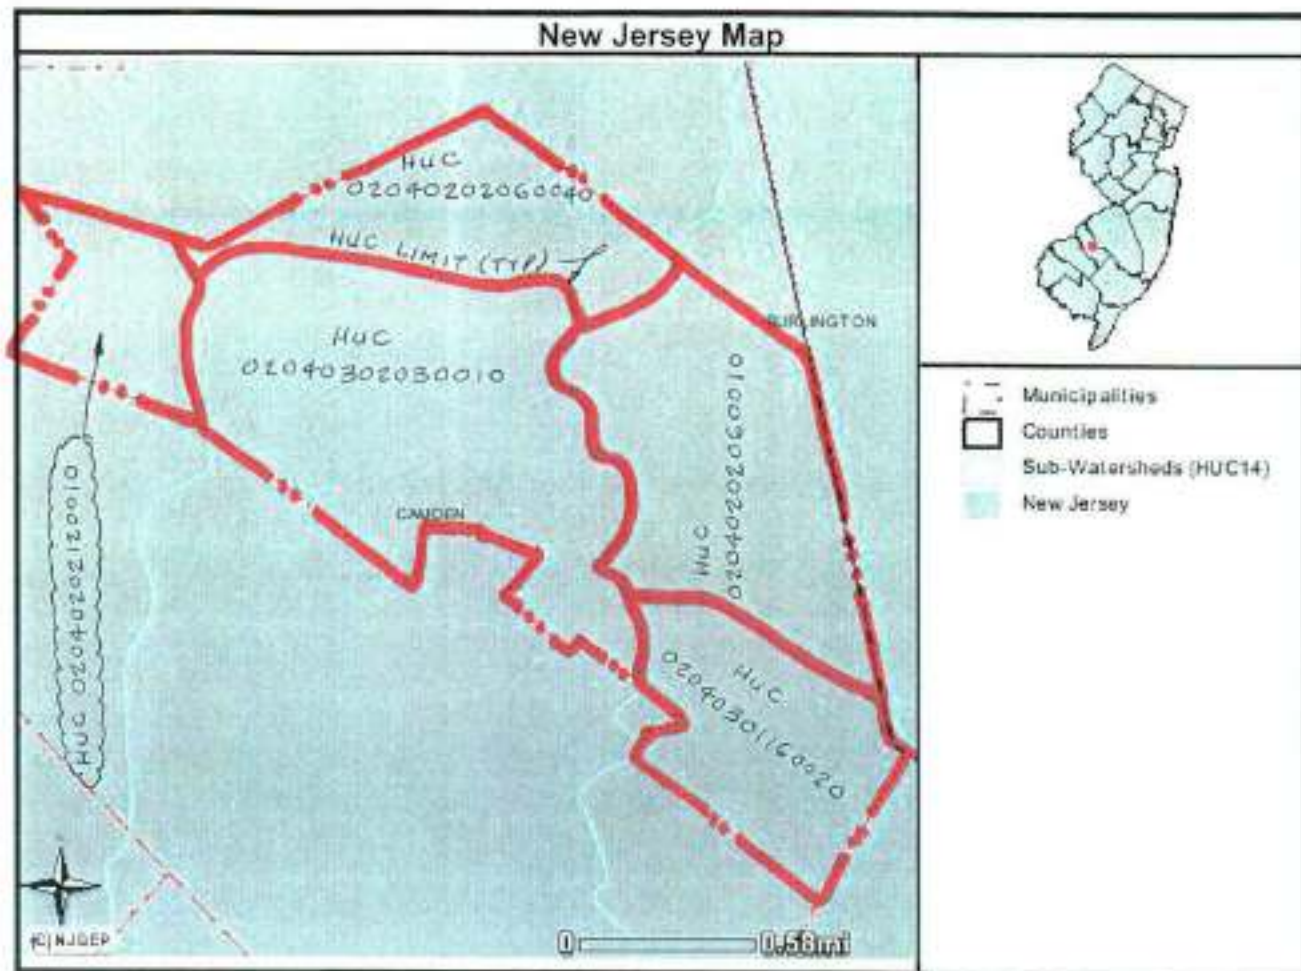 New Jersey Map
HUC
02040202060040
HUC LIMIT (TYP)
BURLINGTON
HUC
02040302030010
HUC
02040202050010
CAMDEN
HUC 02040202120010
HUC
02040301160020
(C) NJDEP
0
0.58mi
Municipalities
Counties
Sub-Watersheds (HUC14)
New Jersey